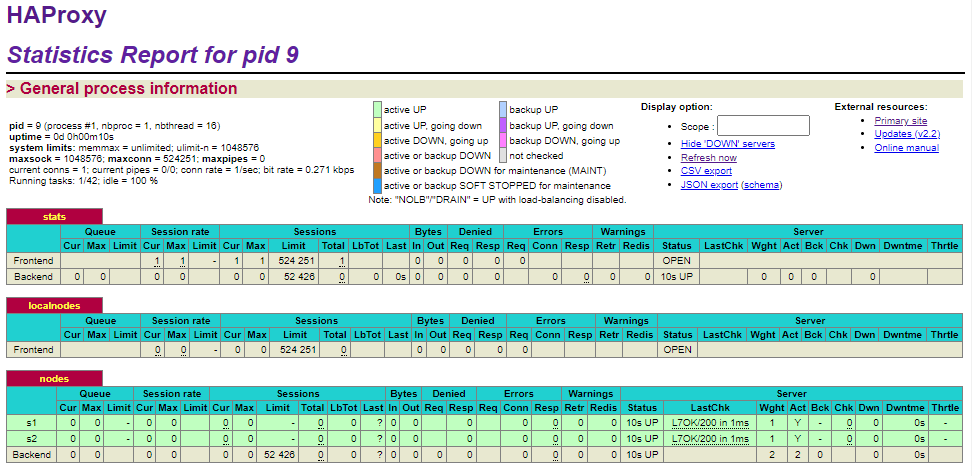 HAProxy
Statistics Report for pid 9
> General process information
pid = 9 (process #1, nbproc = 1, nbthread = 16)
uptime = 0d 0h00m10s
system limits: memmax = unlimited; ulimit-n = 1048576
maxsock = 1048576; maxconn = 524251; maxpipes = 0
current conns = 1; current pipes = 0/0; conn rate = 1/sec; bit rate = 0.271 kbps
Running tasks: 1/42; idle = 100 %
active UP backup UP
active UP, going down backup UP, going down
active DOWN, going up backup DOWN, going up
active or backup DOWN not checked
active or backup DOWN for maintenance (MAINT)
active or backup SOFT STOPPED for maintenance
Note: "NOLB"/"DRAIN" = UP with load-balancing disabled.
Display option:
• Scope :
• Hide 'DOWN' servers
• Refresh now
• CSV export
• JSON export (schema)
External resources:
• Primary site
• Updates (v2.2)
• Online manual
stats
Queue Session rate Sessions Bytes Denied Errors Warnings Server
Cur Max Limit Cur Max Limit Cur Max Limit Total LbTot Last In Out Req Resp Req Conn Resp Retr Redis Status LastChk Wght Act Bck Chk Dwn Dwntme Thrtle
Frontend 1 1 - 1 1 524 251 1 0 0 0 0 0 OPEN
Backend 0 0 0 0 0 0 52 426 0 0 0s 0 0 0 0 0 0 0 0 10s UP 0 0 0 0
localnodes
Queue Session rate Sessions Bytes Denied Errors Warnings Server
Cur Max Limit Cur Max Limit Cur Max Limit Total LbTot Last In Out Req Resp Req Conn Resp Retr Redis Status LastChk Wght Act Bck Chk Dwn Dwntme Thrtle
Frontend 0 0 - 0 0 524 251 0 0 0 0 0 0 OPEN
nodes
Queue Session rate Sessions Bytes Denied Errors Warnings Server
Cur Max Limit Cur Max Limit Cur Max Limit Total LbTot Last In Out Req Resp Req Conn Resp Retr Redis Status LastChk Wght Act Bck Chk Dwn Dwntme Thrtle
s1 0 0 - 0 0 0 0 - 0 0 ? 0 0 0 0 0 0 0 10s UP L7OK/200 in 1ms 1 Y - 0 0 0s -
s2 0 0 - 0 0 0 0 - 0 0 ? 0 0 0 0 0 0 0 10s UP L7OK/200 in 1ms 1 Y - 0 0 0s -
Backend 0 0 0 0 0 0 52 426 0 0 ? 0 0 0 0 0 0 0 0 10s UP 2 2 0 0 0s